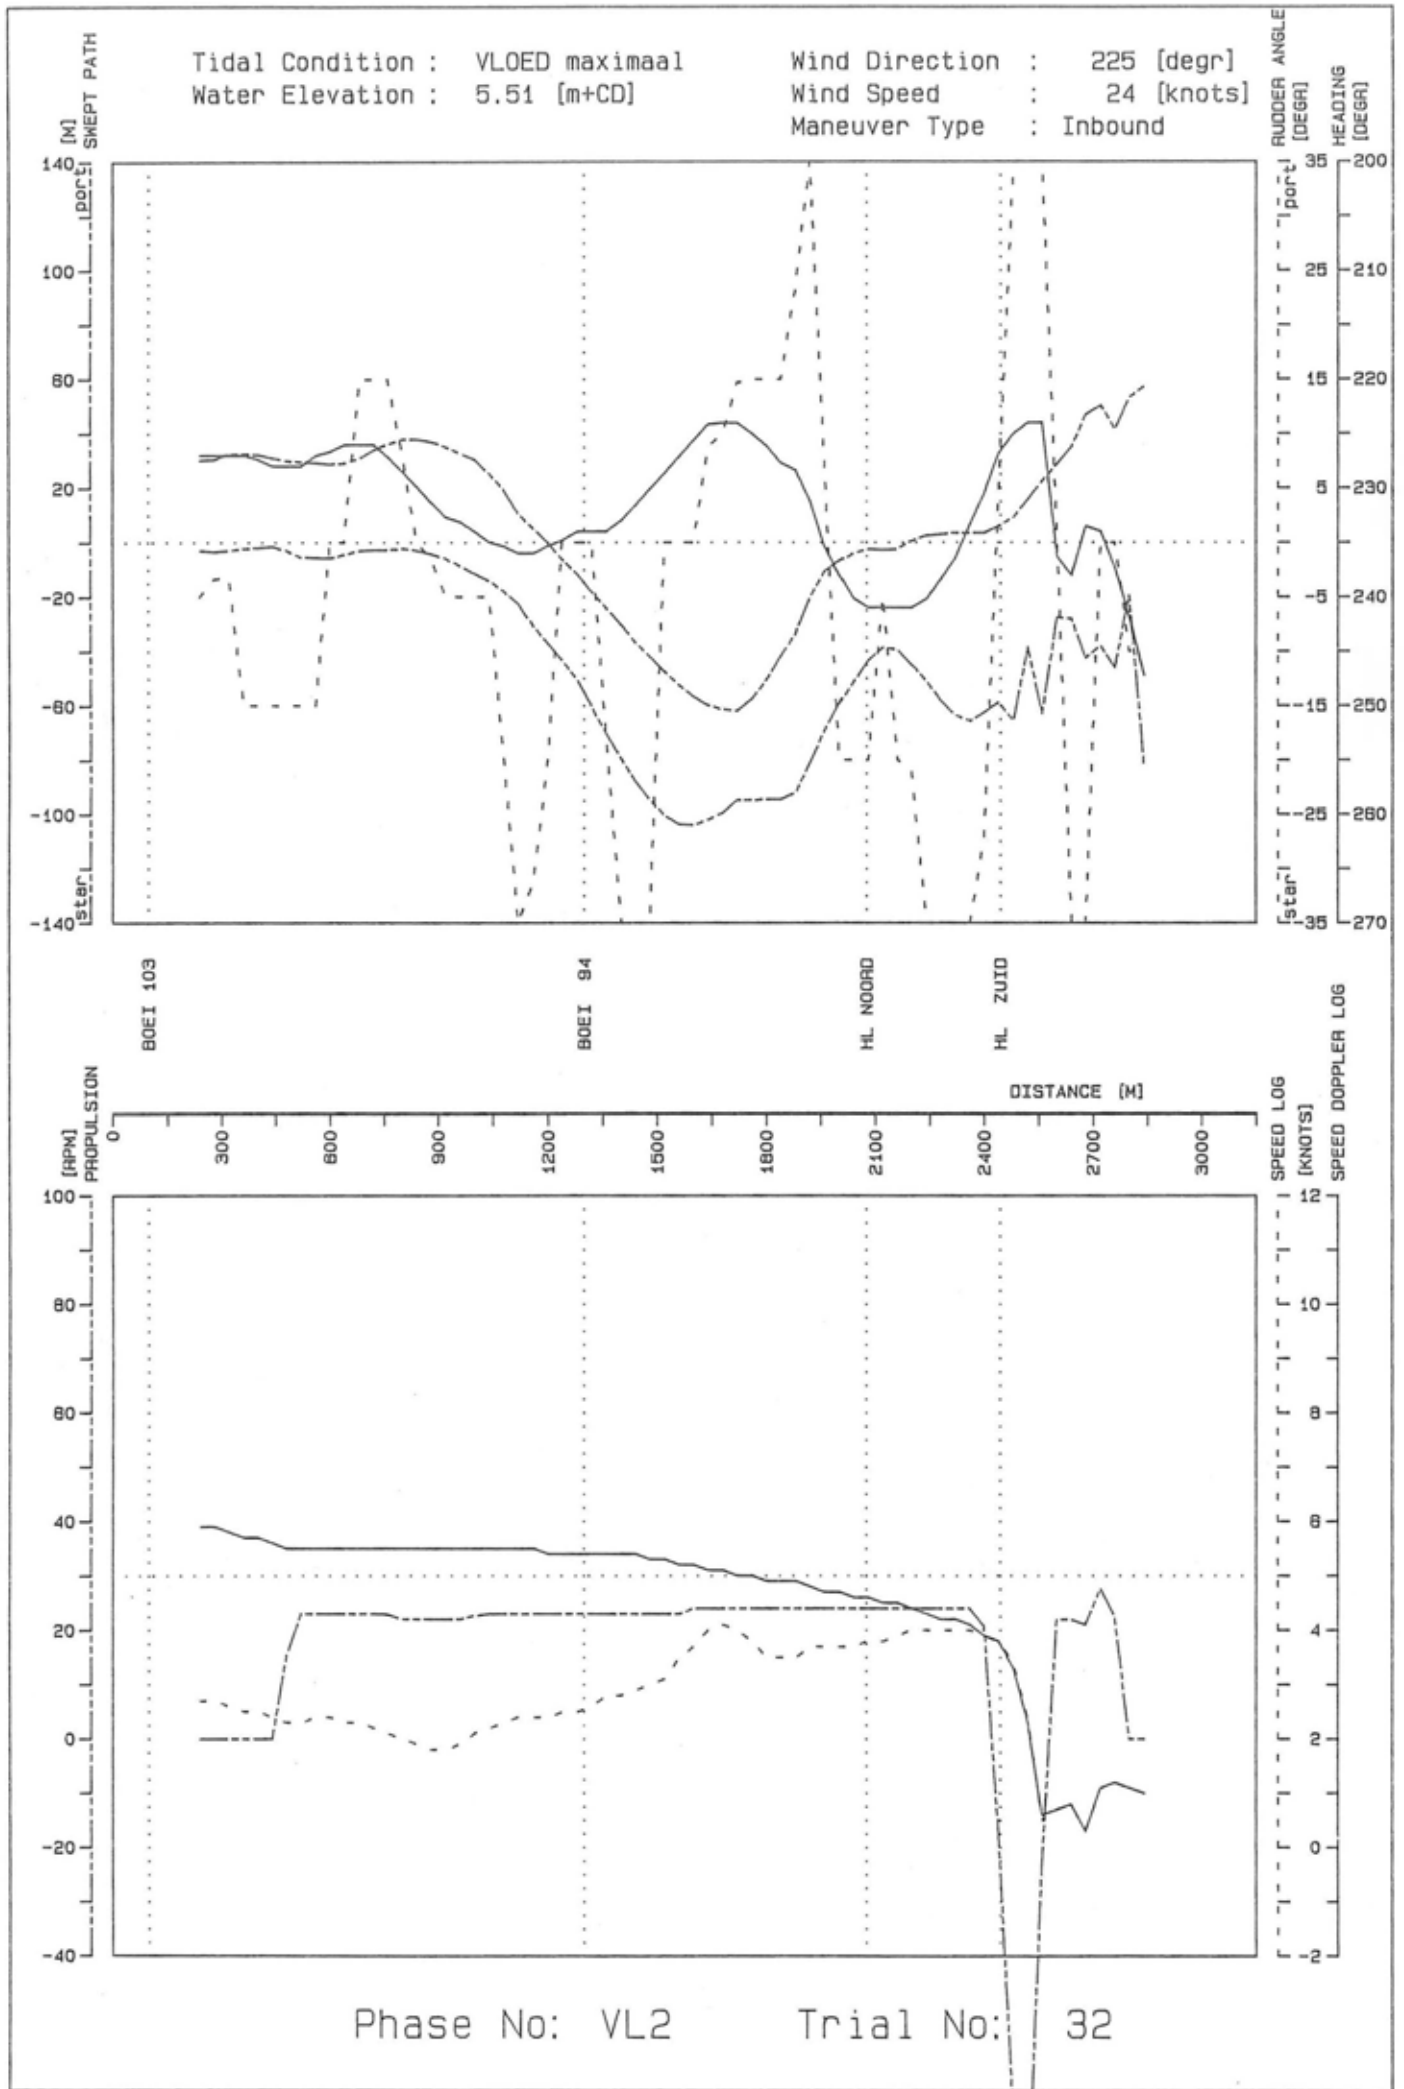 Tidal Condition : VLOED maximaal Wind Direction : 225 [degr]
Water Elevation : 5.51 [m+CD] Wind Speed : 24 [knots]
Maneuver Type : Inbound
[M]
SWEPT PATH
RUDDER ANGLE
[DEGR]
HEADING
[DEGR]
140
100
60
20
-20
-60
-100
-140
port
star
port
star
35
25
15
5
-5
-15
-25
-35
200
210
220
230
240
250
260
270
BOEI 103
BOEI 94
HL NOORD
HL ZUID
DISTANCE [M]
0 300 600 900 1200 1500 1800 2100 2400 2700 3000
[RPM]
PROPULSION
SPEED LOG
[KNOTS]
SPEED DOPPLER LOG
100
80
60
40
20
0
-20
-40
12
10
8
6
4
2
0
-2
Phase No: VL2 Trial No: 32